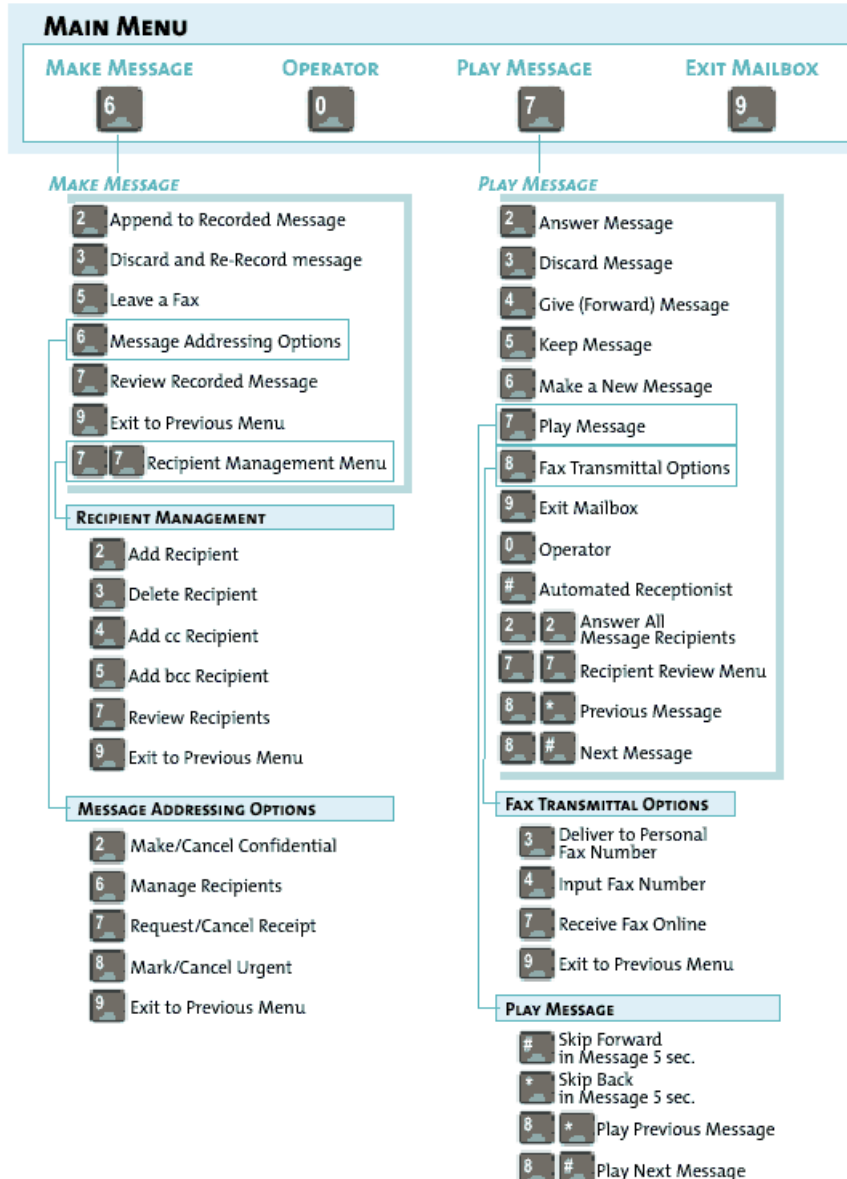 MAIN MENU
MAKE MESSAGE
OPERATOR
PLAY MESSAGE
EXIT MAILBOX
6
0
7
9
MAKE MESSAGE
2 Append to Recorded Message
3 Discard and Re-Record message
5 Leave a Fax
6 Message Addressing Options
7 Review Recorded Message
9 Exit to Previous Menu
7 7 Recipient Management Menu
RECIPIENT MANAGEMENT
2 Add Recipient
3 Delete Recipient
4 Add cc Recipient
5 Add bcc Recipient
7 Review Recipients
9 Exit to Previous Menu
MESSAGE ADDRESSING OPTIONS
2 Make/Cancel Confidential
6 Manage Recipients
7 Request/Cancel Receipt
8 Mark/Cancel Urgent
9 Exit to Previous Menu
PLAY MESSAGE
2 Answer Message
3 Discard Message
4 Give (Forward) Message
5 Keep Message
6 Make a New Message
7 Play Message
8 Fax Transmittal Options
9 Exit Mailbox
0 Operator
# Automated Receptionist
2 2 Answer All
Message Recipients
7 7 Recipient Review Menu
8 * Previous Message
8 # Next Message
FAX TRANSMITTAL OPTIONS
3 Deliver to Personal
Fax Number
4 Input Fax Number
7 Receive Fax Online
9 Exit to Previous Menu
PLAY MESSAGE
# Skip Forward
in Message 5 sec.
* Skip Back
in Message 5 sec.
8 * Play Previous Message
8 # Play Next Message